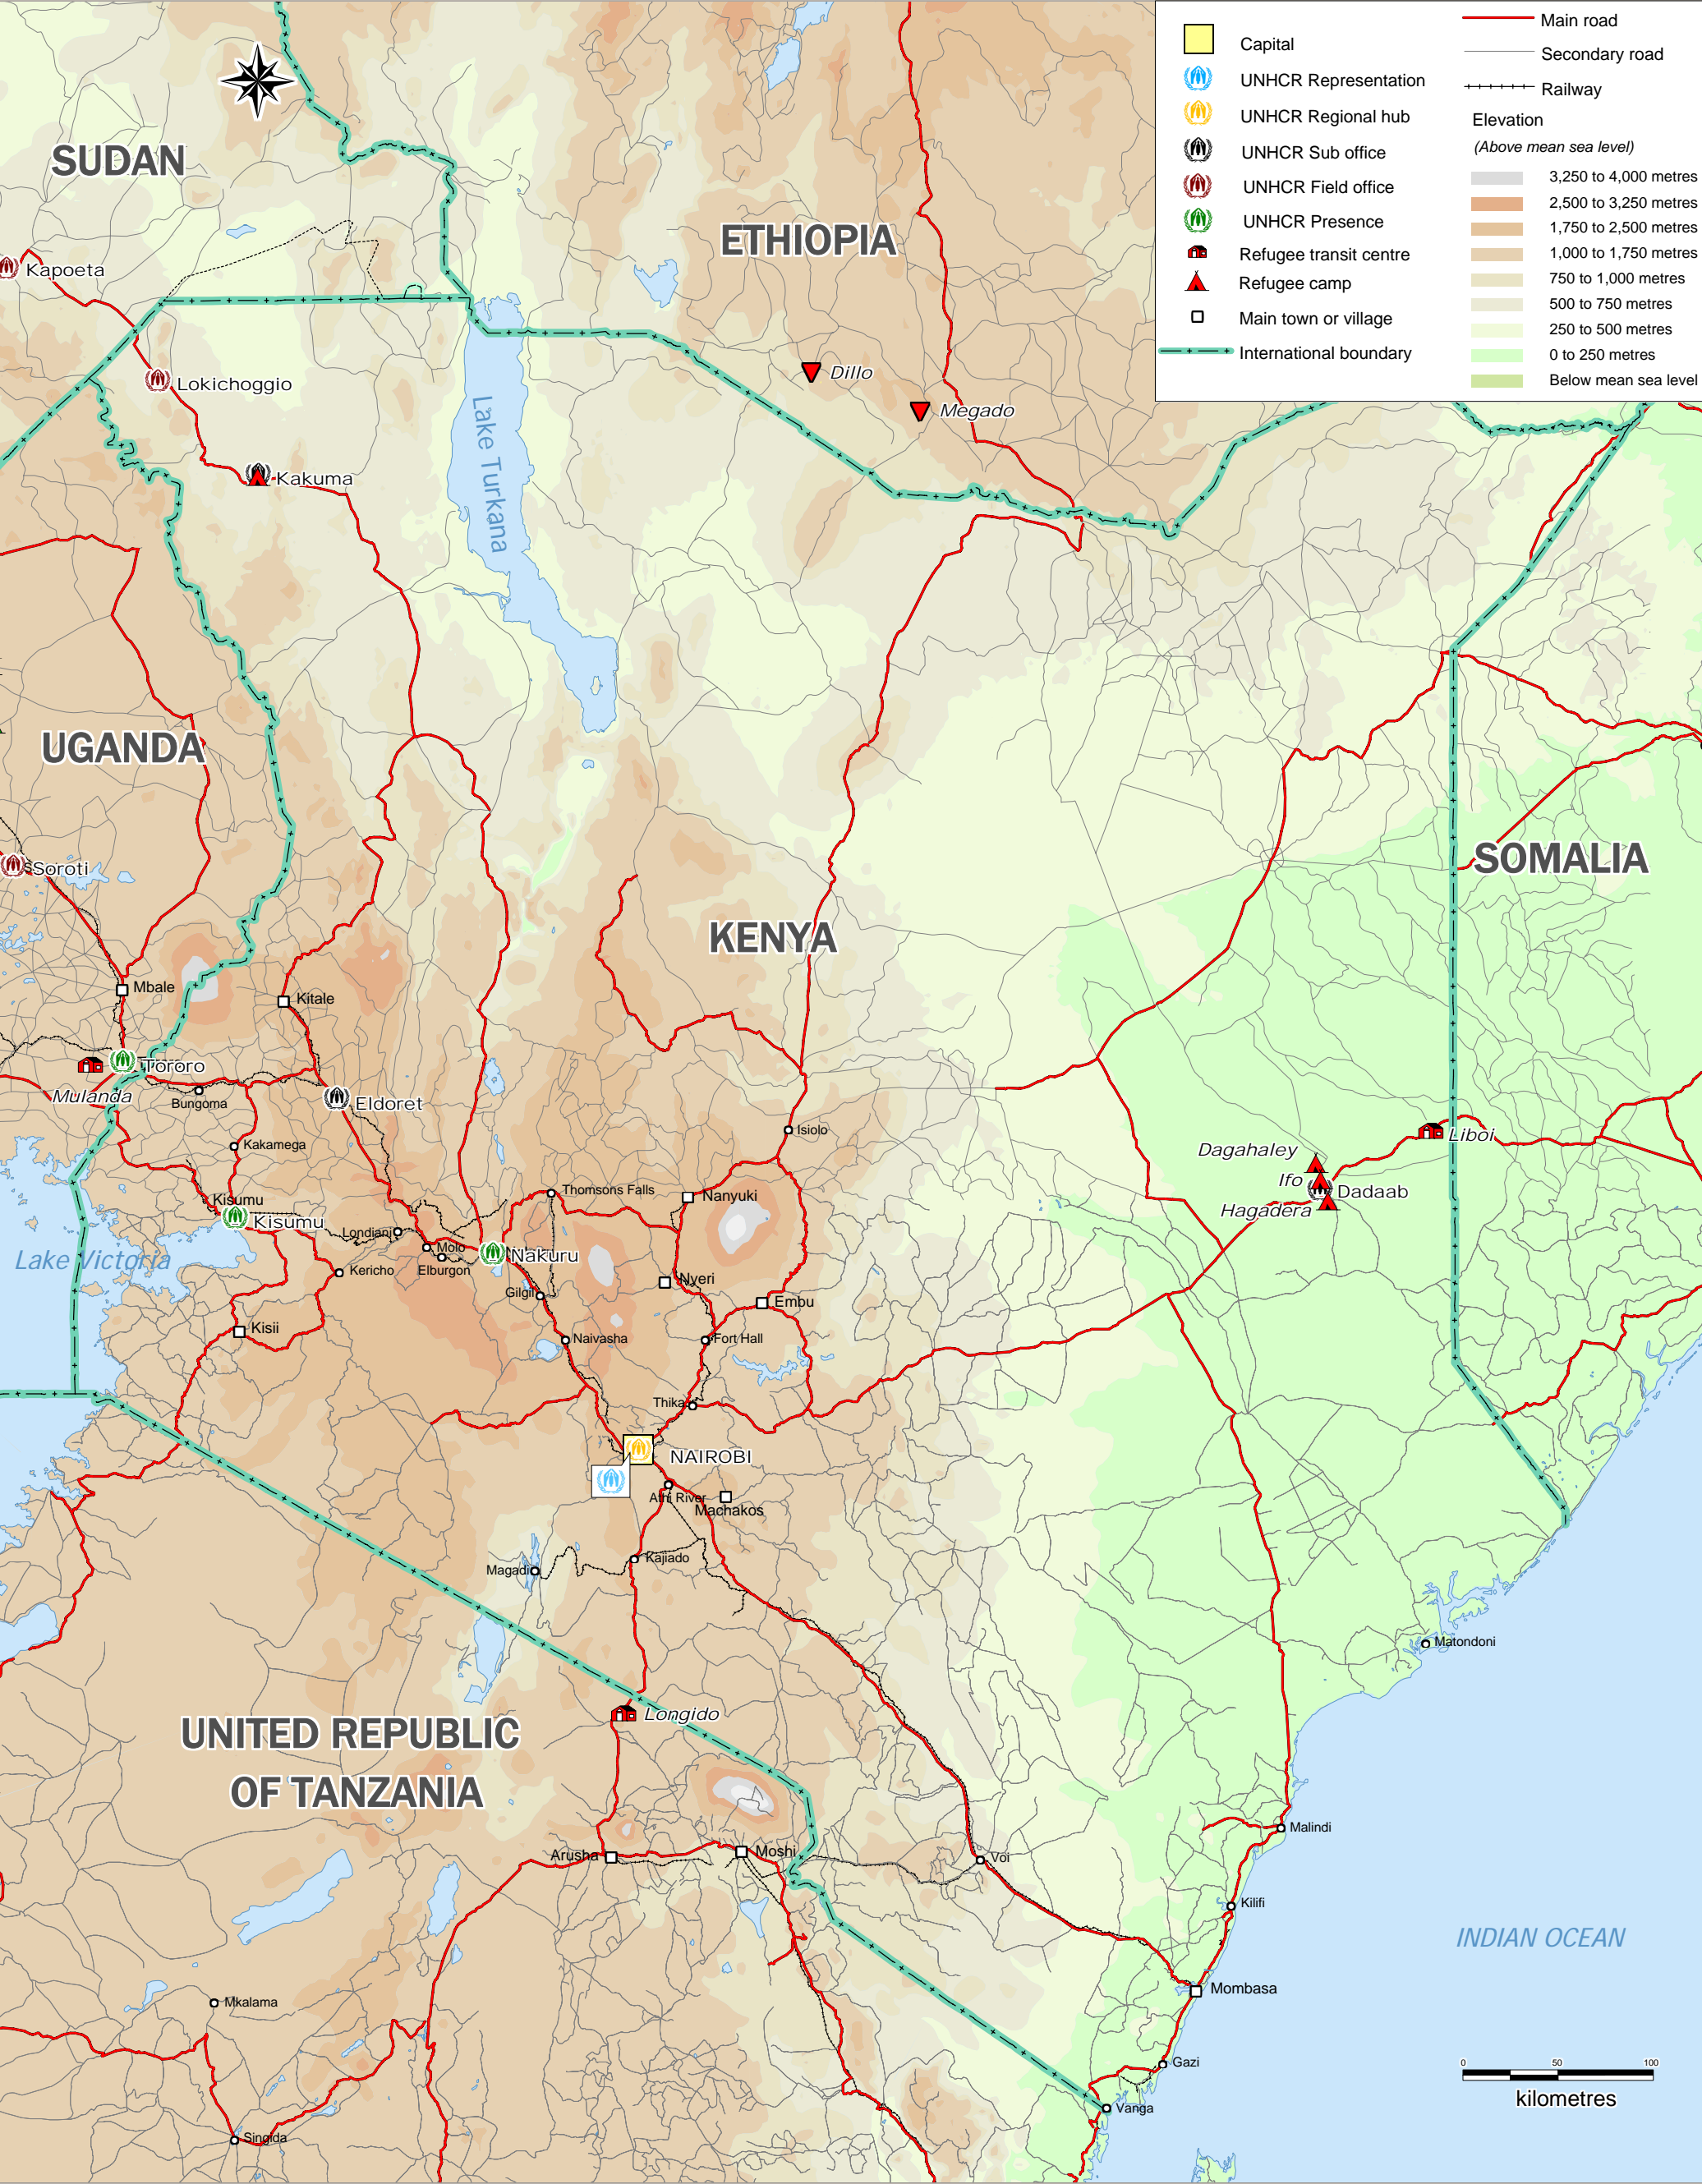 Capital
UNHCR Representation
UNHCR Regional hub
UNHCR Sub office
UNHCR Field office
UNHCR Presence
Refugee transit centre
Refugee camp
Main town or village
International boundary
Main road
Secondary road
Railway
Elevation
(Above mean sea level)
3,250 to 4,000 metres
2,500 to 3,250 metres
1,750 to 2,500 metres
1,000 to 1,750 metres
750 to 1,000 metres
500 to 750 metres
250 to 500 metres
0 to 250 metres
Below mean sea level
SUDAN
ETHIOPIA
Kapoeta
Lokichoggio
Dillo
Megado
Lake Turkana
Kakuma
UGANDA
SOMALIA
Soroti
KENYA
Mbale
Kitale
Tororo
Mulanda
Bungoma
Eldoret
Kakamega
Isiolo
Liboi
Dagahaley
Ifo
Dadaab
Hagadera
Thomsons Falls
Nanyuki
Kisumu
Kisumu
Londiani
Molo
Nakuru
Elburgon
Lake Victoria
Kericho
Nyeri
Gilgil
Embu
Kisii
Naivasha
Fort Hall
Thika
NAIROBI
Athi River
Machakos
Kajiado
Magadi
Matondoni
Longido
UNITED REPUBLIC
OF TANZANIA
Malindi
Arusha
Moshi
Voi
Kilifi
INDIAN OCEAN
Mombasa
Mkalama
Gazi
0 50 100
kilometres
Vanga
Singida